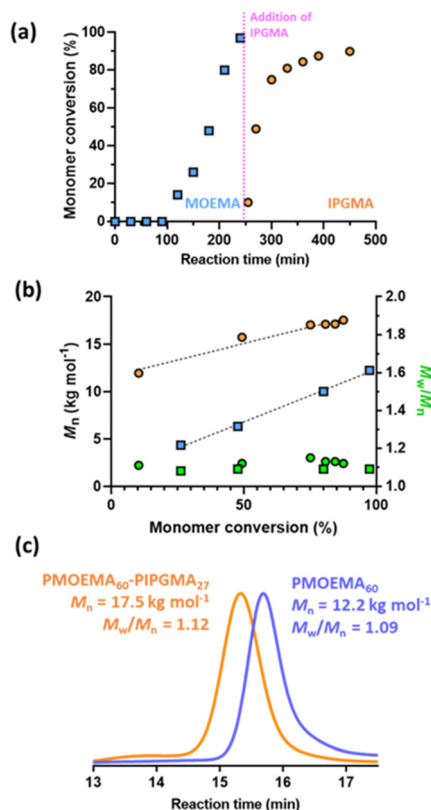 (a)
Addition of
IPGMA
Monomer conversion (%)
100
80
60
40
20
0
MOEMA
IPGMA
0
100
200
300
400
500
Reaction time (min)
(b)
Mn (kg mol⁻¹)
20
15
10
5
0
2.0
1.8
1.6
1.4
1.2
1.0
Mw/Mn
0
20
40
60
80
100
Monomer conversion (%)
(c)
PMOEMA₆₀-PIPGMA₂₇
Mn = 17.5 kg mol⁻¹
Mw/Mn = 1.12
PMOEMA₆₀
Mn = 12.2 kg mol⁻¹
Mw/Mn = 1.09
13
14
15
16
17
Reaction time (min)